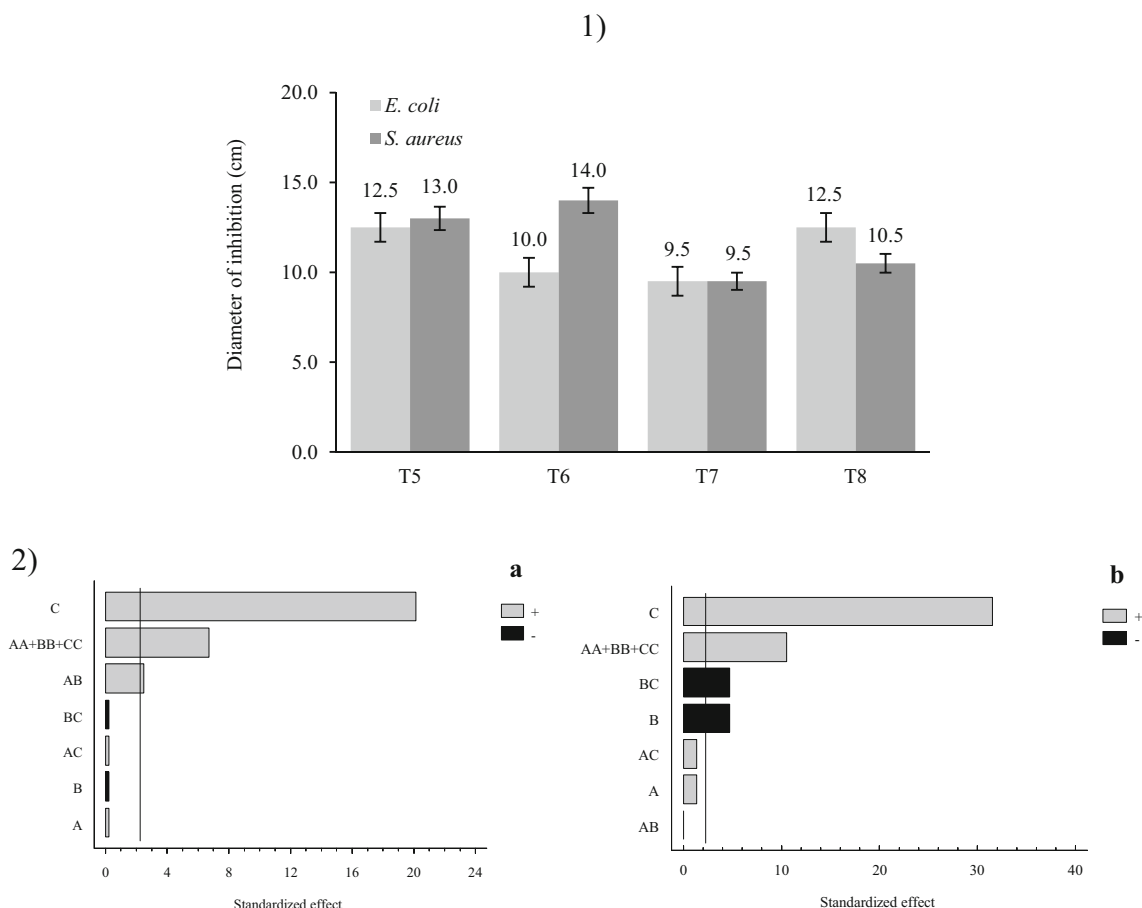 1)
20.0
15.0
10.0
5.0
0.0
Diameter of inhibition (cm)
E. coli
S. aureus
12.5
13.0
10.0
14.0
9.5
9.5
12.5
10.5
T5
T6
T7
T8
2)
a
+
-
C
AA+BB+CC
AB
BC
AC
B
A
0 4 8 12 16 20 24
Standardized effect
b
+
-
C
AA+BB+CC
BC
B
AC
A
AB
0 10 20 30 40
Standardized effect